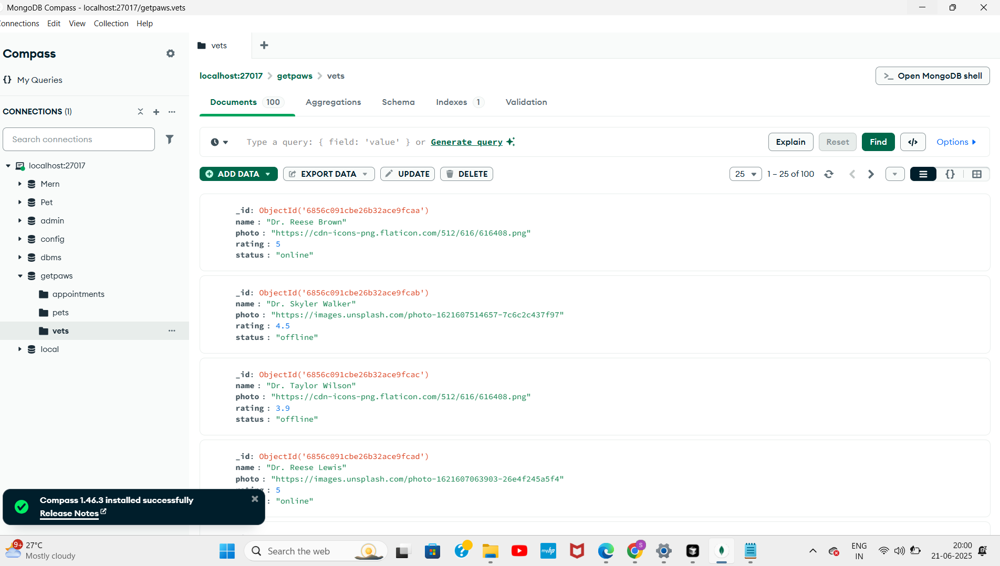 MongoDB Compass - localhost:27017/getpaws.vets
onnections Edit View Collection Help
Compass
My Queries
CONNECTIONS (1)
Search connections
localhost:27017
Mern
Pet
admin
config
dbms
getpaws
appointments
pets
vets
local
vets
localhost:27017 > getpaws > vets
>_ Open MongoDB shell
Documents 100 Aggregations Schema Indexes 1 Validation
Type a query: { field: 'value' } or Generate query
Explain Reset Find </> Options
ADD DATA EXPORT DATA UPDATE DELETE
25 1 – 25 of 100 {}
_id: ObjectId('6856c091cbe26b32ace9fcaa')
name : "Dr. Reese Brown"
photo : "https://cdn-icons-png.flaticon.com/512/616/616408.png"
rating : 5
status : "online"
_id: ObjectId('6856c091cbe26b32ace9fcab')
name : "Dr. Skyler Walker"
photo : "https://images.unsplash.com/photo-1621607514657-7c6c2c437f97"
rating : 4.5
status : "offline"
_id: ObjectId('6856c091cbe26b32ace9fcac')
name : "Dr. Taylor Wilson"
photo : "https://cdn-icons-png.flaticon.com/512/616/616408.png"
rating : 3.9
status : "offline"
_id: ObjectId('6856c091cbe26b32ace9fcad')
name : "Dr. Reese Lewis"
photo : "https://images.unsplash.com/photo-1621607063903-26e4f245a5f4"
: 5
: "online"
Compass 1.46.3 installed successfully
Release Notes
9+
27°C
Mostly cloudy
Search the web
myhp
S
ENG
IN
20:00
21-06-2025